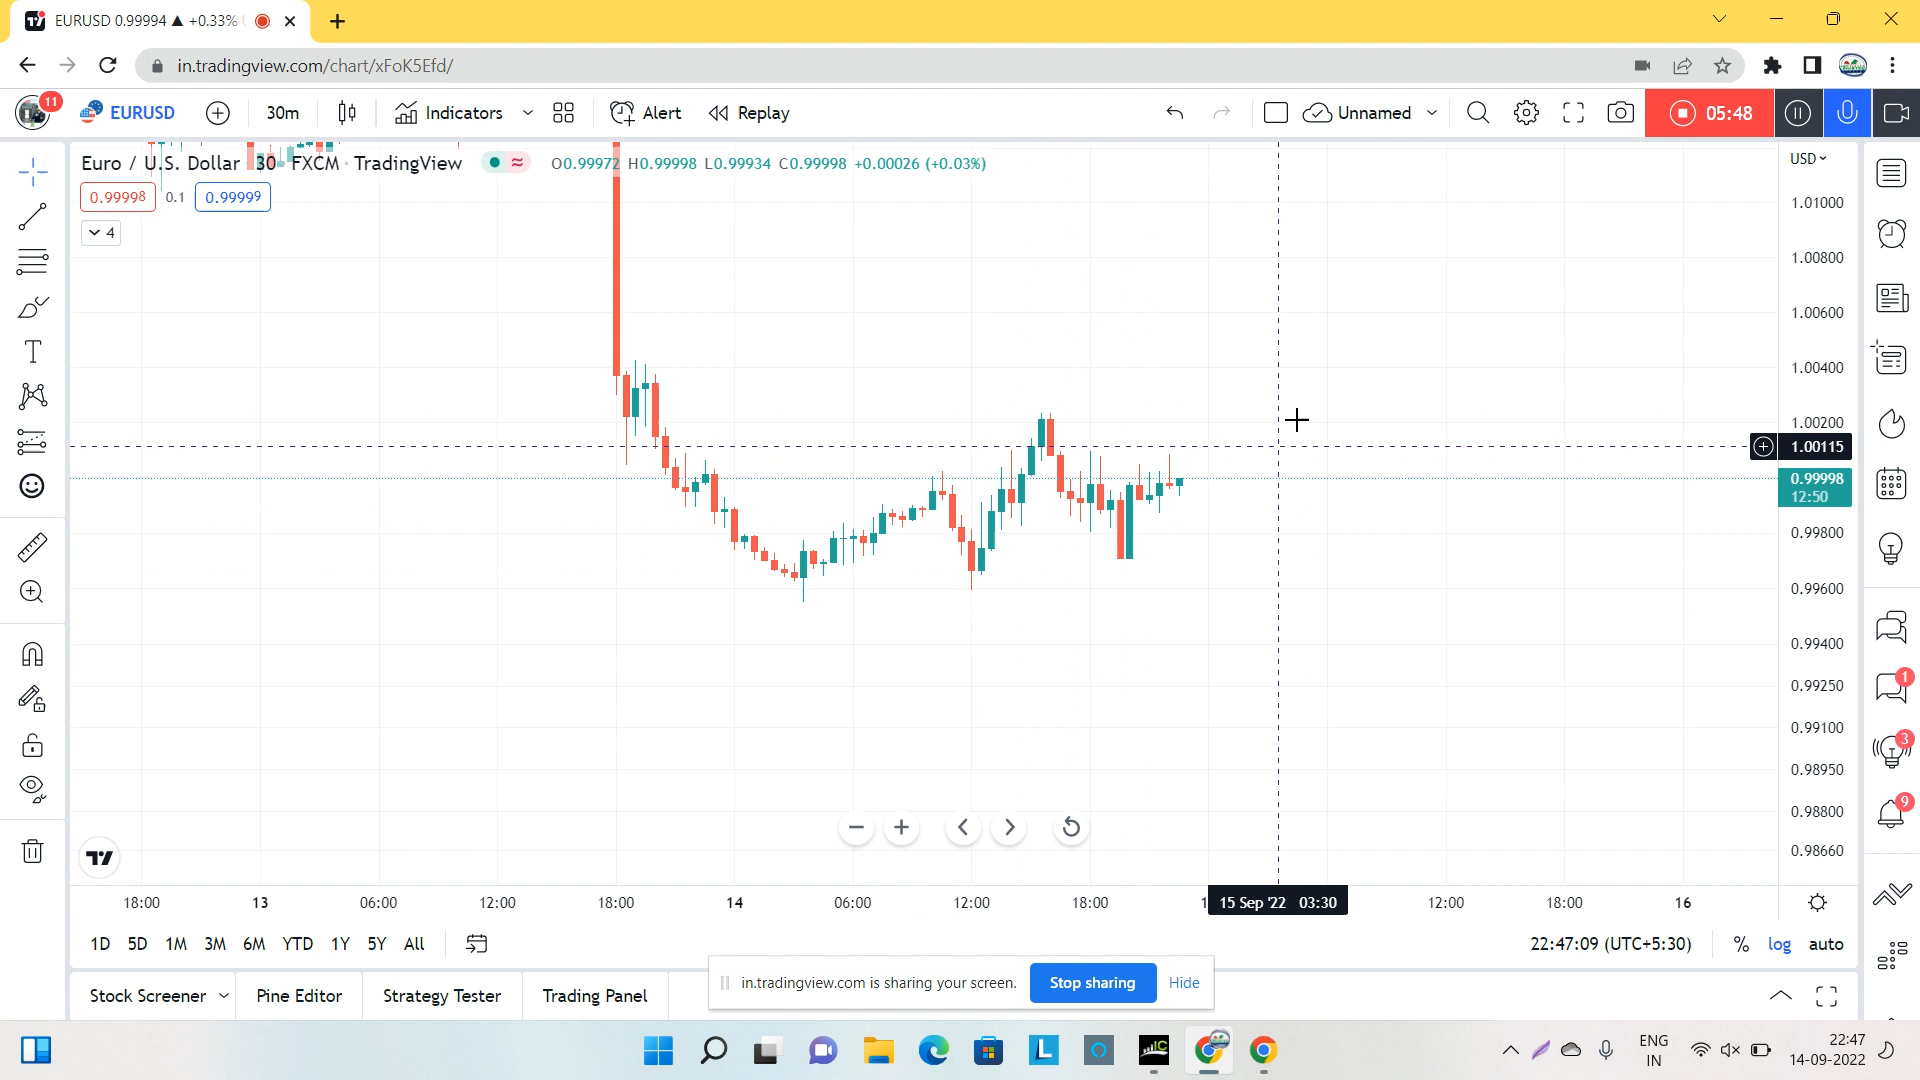 EURUSD 0.99994 ▲ +0.33%
in.tradingview.com/chart/xFoK5Efd/
11
EURUSD
30m
Indicators
Alert
Replay
Unnamed
05:48
Euro / U.S. Dollar · 30 · FXCM · TradingView
O0.99972 H0.99998 L0.99934 C0.99998 +0.00026 (+0.03%)
0.99998 0.1 0.99999
4
USD
1.01000
1.00800
1.00600
1.00400
1.00200
1.00115
0.99998
12:50
0.99800
0.99600
0.99400
0.99250
0.99100
0.98950
0.98800
0.98660
1
3
9
18:00 13 06:00 12:00 18:00 14 06:00 12:00 18:00 15 Sep '22 03:30 12:00 18:00 16
1D 5D 1M 3M 6M YTD 1Y 5Y All
22:47:09 (UTC+5:30) % log auto
Stock Screener
Pine Editor
Strategy Tester
Trading Panel
in.tradingview.com is sharing your screen.
Stop sharing
Hide
ENG
IN
22:47
14-09-2022